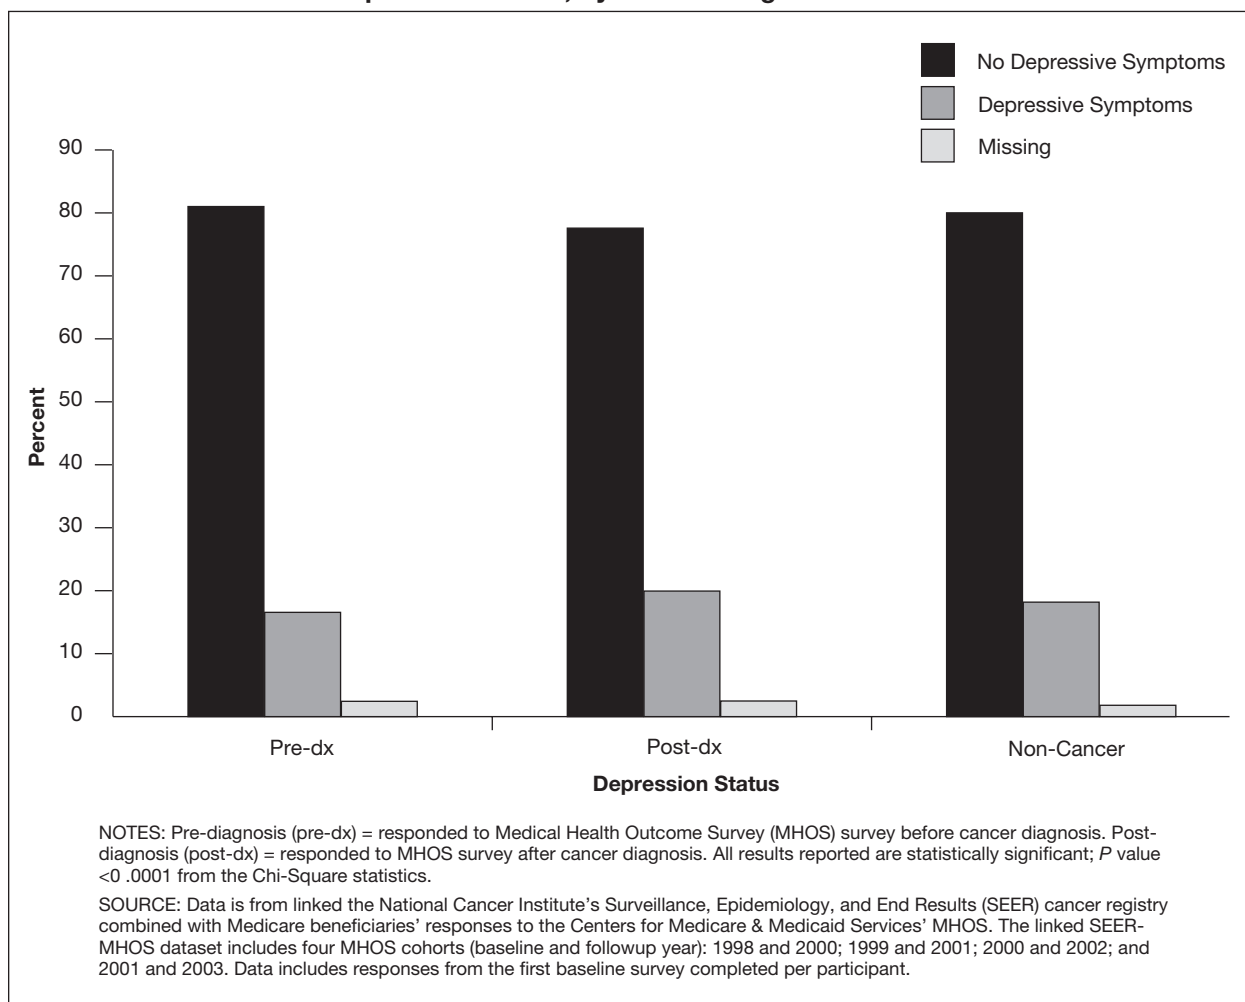 No Depressive Symptoms
Depressive Symptoms
Missing
90
80
70
60
50
40
30
20
10
0
Percent
Pre-dx
Post-dx
Non-Cancer
Depression Status
NOTES: Pre-diagnosis (pre-dx) = responded to Medical Health Outcome Survey (MHOS) survey before cancer diagnosis. Post-
diagnosis (post-dx) = responded to MHOS survey after cancer diagnosis. All results reported are statistically significant; P value
<0 .0001 from the Chi-Square statistics.
SOURCE: Data is from linked the National Cancer Institute's Surveillance, Epidemiology, and End Results (SEER) cancer registry
combined with Medicare beneficiaries' responses to the Centers for Medicare & Medicaid Services' MHOS. The linked SEER-
MHOS dataset includes four MHOS cohorts (baseline and followup year): 1998 and 2000; 1999 and 2001; 2000 and 2002; and
2001 and 2003. Data includes responses from the first baseline survey completed per participant.